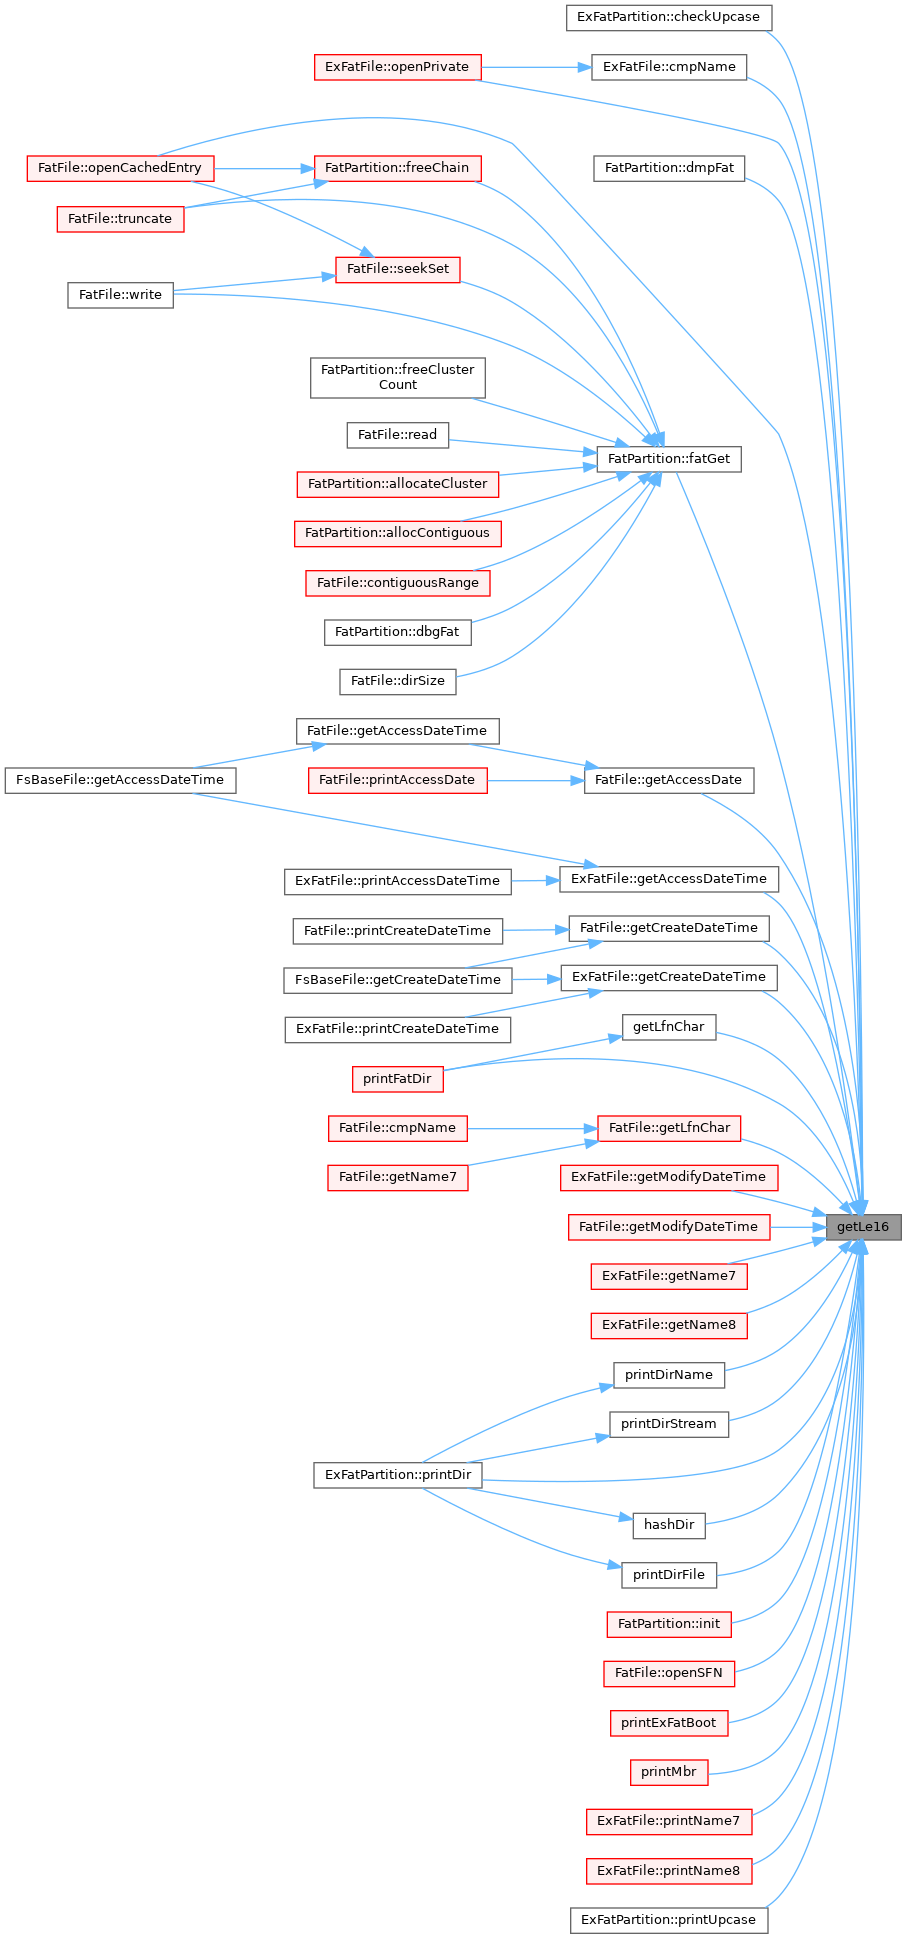 ExFatPartition::checkUpcase
ExFatFile::openPrivate
ExFatFile::cmpName
FatFile::openCachedEntry
FatPartition::freeChain
FatPartition::dmpFat
FatFile::truncate
FatFile::seekSet
FatFile::write
FatPartition::freeCluster
Count
FatFile::read
FatPartition::fatGet
FatPartition::allocateCluster
FatPartition::allocContiguous
FatFile::contiguousRange
FatPartition::dbgFat
FatFile::dirSize
FatFile::getAccessDateTime
FsBaseFile::getAccessDateTime
FatFile::printAccessDate
FatFile::getAccessDate
ExFatFile::printAccessDateTime
ExFatFile::getAccessDateTime
FatFile::printCreateDateTime
FatFile::getCreateDateTime
FsBaseFile::getCreateDateTime
ExFatFile::getCreateDateTime
ExFatFile::printCreateDateTime
getLfnChar
printFatDir
FatFile::cmpName
FatFile::getLfnChar
FatFile::getName7
ExFatFile::getModifyDateTime
FatFile::getModifyDateTime
getLe16
ExFatFile::getName7
ExFatFile::getName8
printDirName
printDirStream
ExFatPartition::printDir
hashDir
printDirFile
FatPartition::init
FatFile::openSFN
printExFatBoot
printMbr
ExFatFile::printName7
ExFatFile::printName8
ExFatPartition::printUpcase